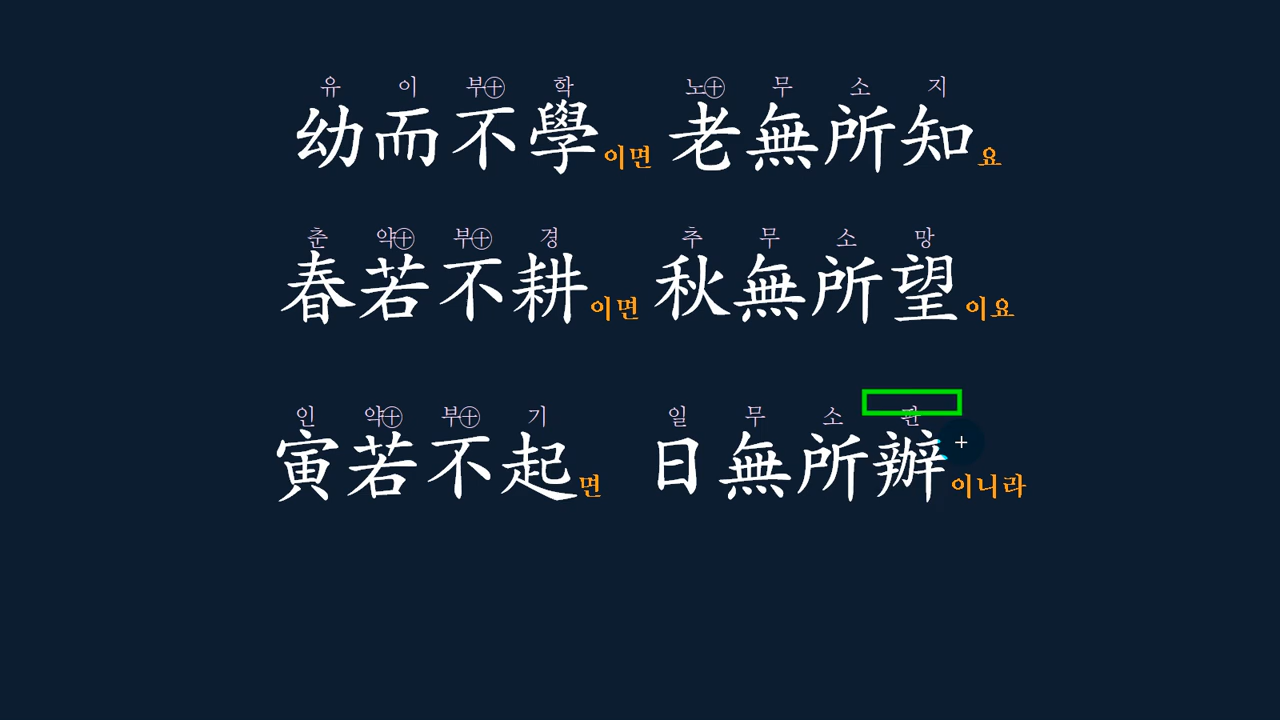 유 이 부⊕ 학 노⊕ 무 소 지
幼而不學이면 老無所知요
춘 약⊕ 부⊕ 경 추 무 소 망
春若不耕이면 秋無所望이요
인 약⊕ 부⊕ 기 일 무 소 판
寅若不起면 日無所辦이니라